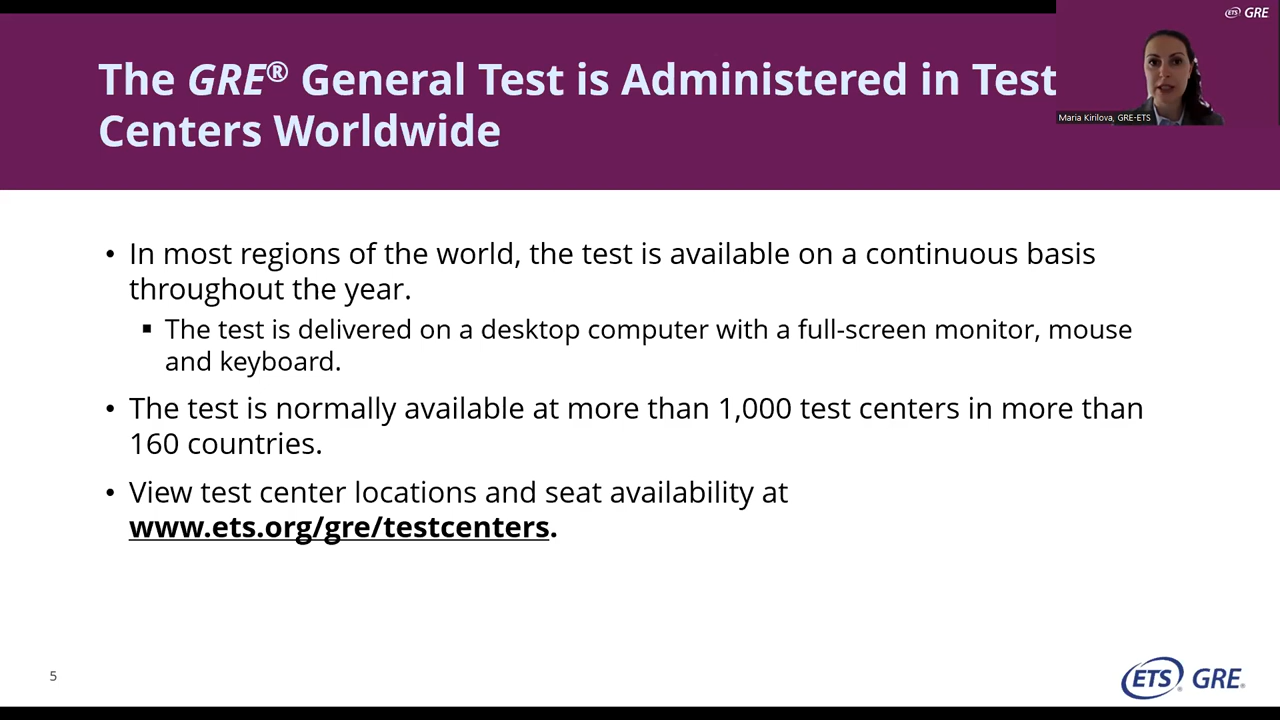 ETS GRE
The GRE® General Test is Administered in Test
Centers Worldwide
Maria Kirilova, GRE-ETS
• In most regions of the world, the test is available on a continuous basis
throughout the year.
▪ The test is delivered on a desktop computer with a full-screen monitor, mouse
and keyboard.
• The test is normally available at more than 1,000 test centers in more than
160 countries.
• View test center locations and seat availability at
www.ets.org/gre/testcenters.
5
ETS® GRE®